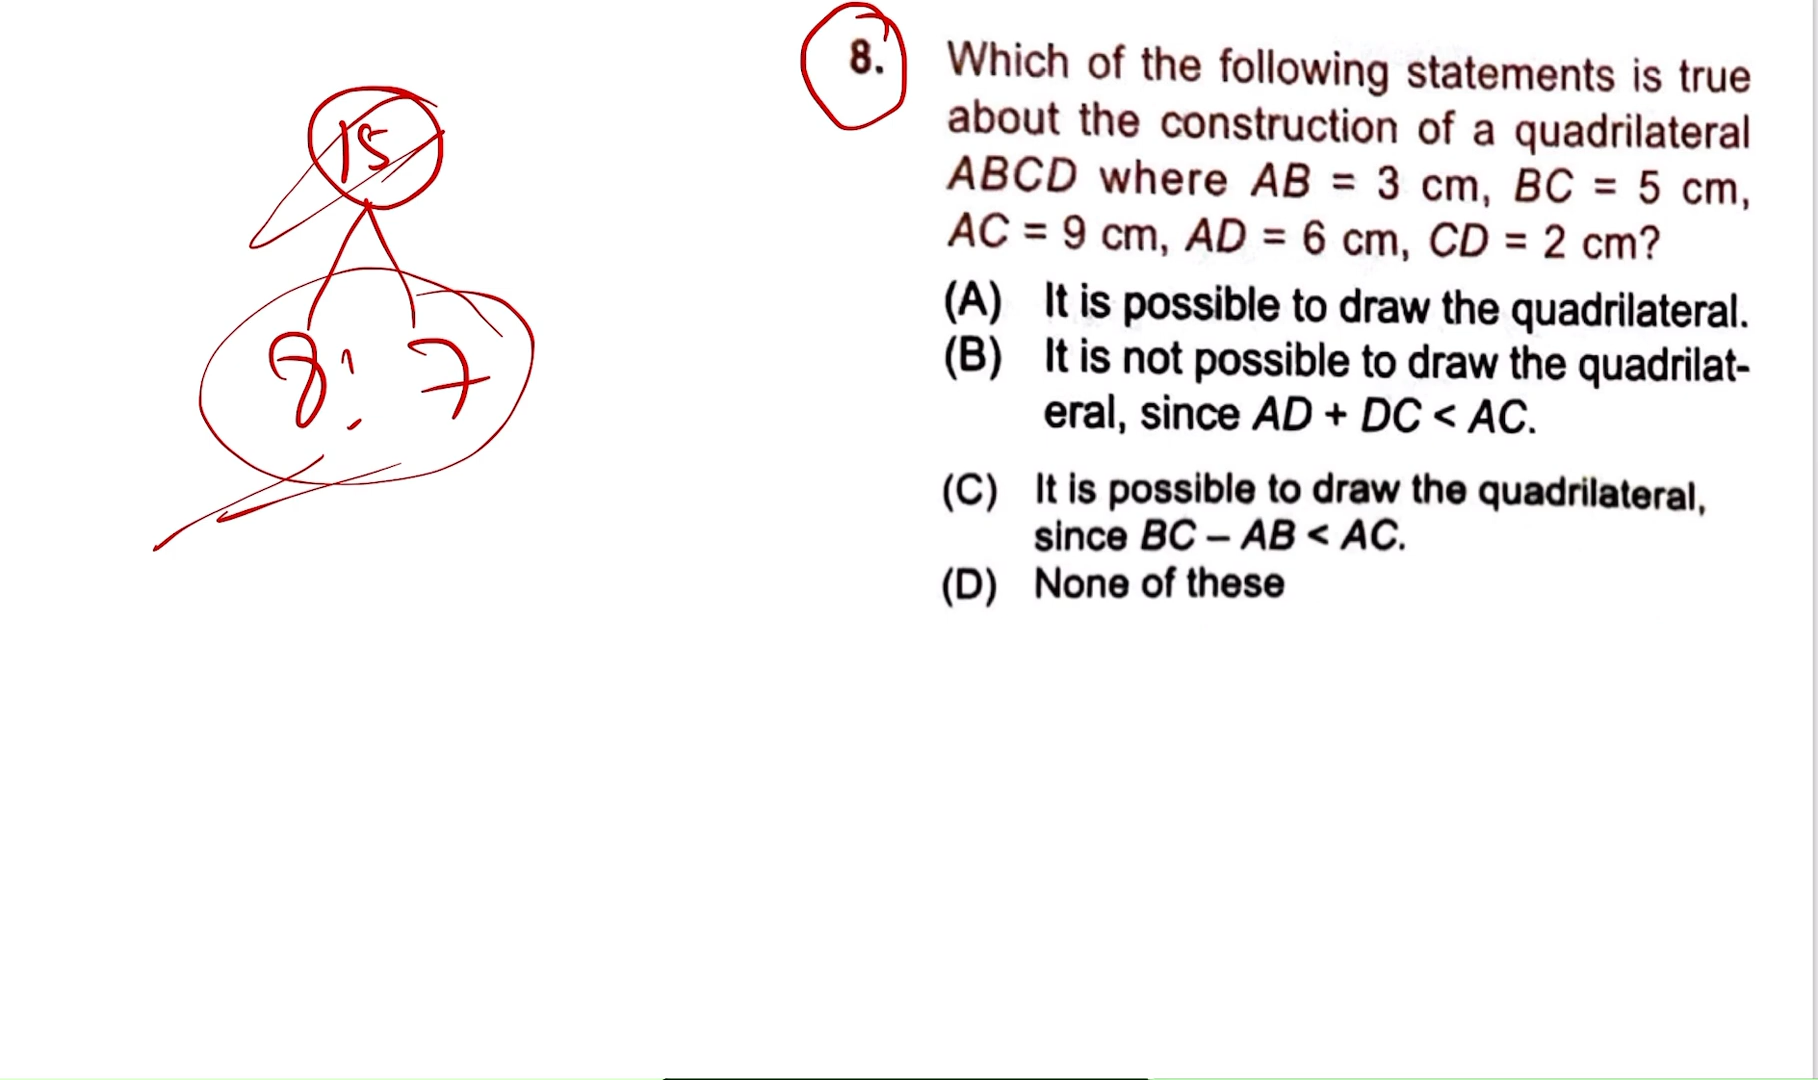 15
8 : 7
8. Which of the following statements is true
about the construction of a quadrilateral
ABCD where AB = 3 cm, BC = 5 cm,
AC = 9 cm, AD = 6 cm, CD = 2 cm?
(A) It is possible to draw the quadrilateral.
(B) It is not possible to draw the quadrilat-
eral, since AD + DC < AC.
(C) It is possible to draw the quadrilateral,
since BC – AB < AC.
(D) None of these